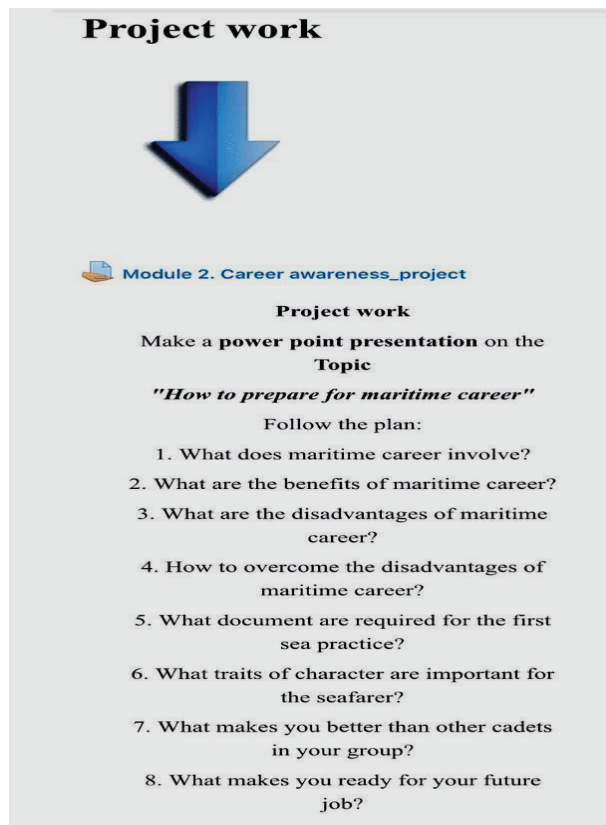 Project work
Module 2. Career awareness_project
Project work
Make a power point presentation on the
Topic
"How to prepare for maritime career"
Follow the plan:
1. What does maritime career involve?
2. What are the benefits of maritime career?
3. What are the disadvantages of maritime
career?
4. How to overcome the disadvantages of
maritime career?
5. What document are required for the first
sea practice?
6. What traits of character are important for
the seafarer?
7. What makes you better than other cadets
in your group?
8. What makes you ready for your future
job?